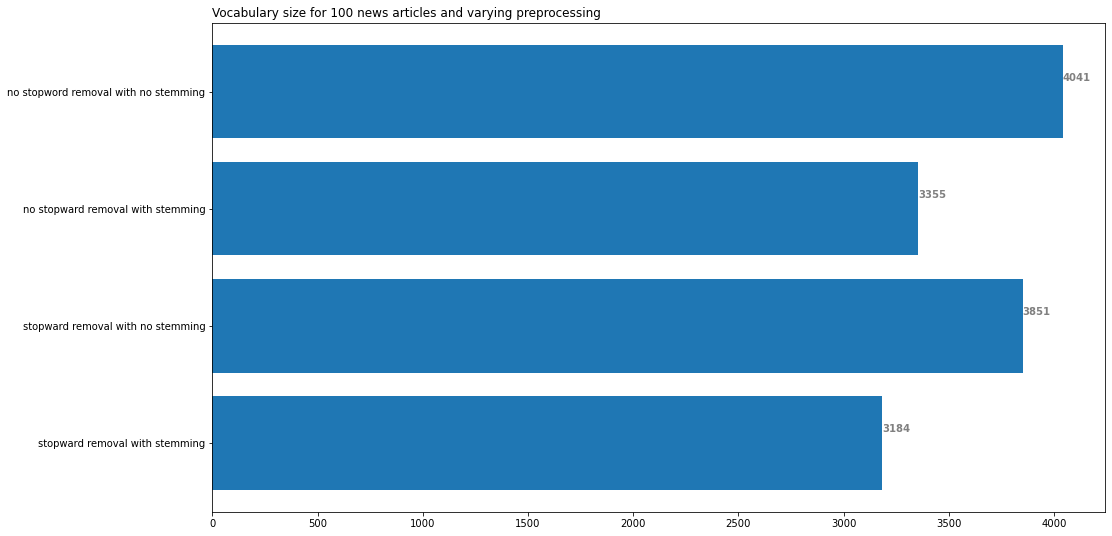 Vocabulary size for 100 news articles and varying preprocessing
no stopword removal with no stemming
4041
no stopward removal with stemming
3355
stopward removal with no stemming
3851
stopward removal with stemming
3184
0 500 1000 1500 2000 2500 3000 3500 4000